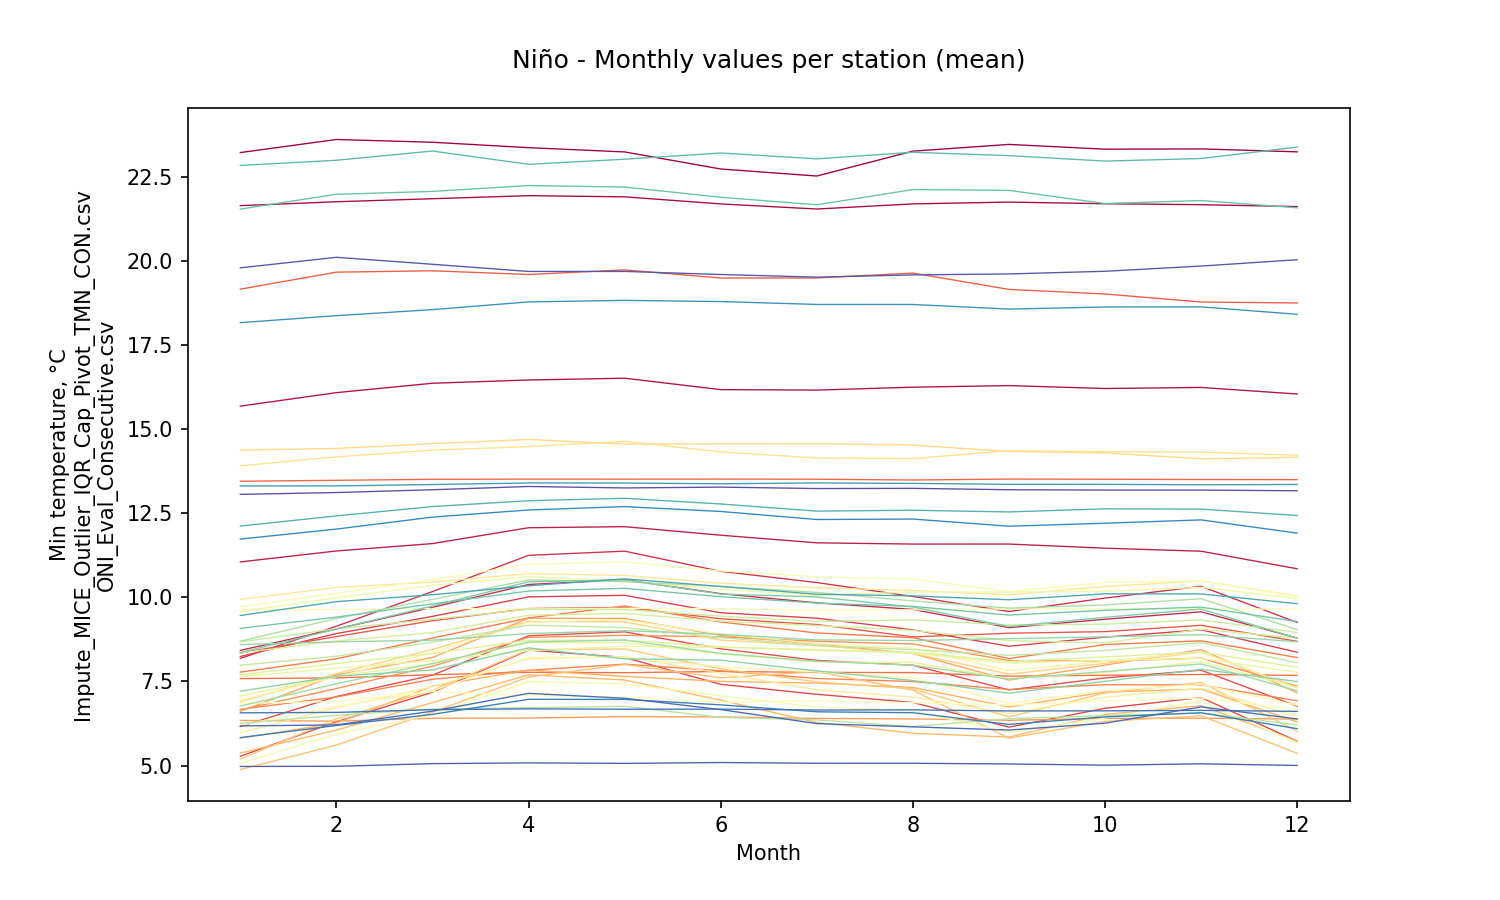 Niño - Monthly values per station (mean)
Min temperature, °C
Impute_MICE_Outlier_IQR_Cap_Pivot_TMN_CON.csv
ONI_Eval_Consecutive.csv
22.5
20.0
17.5
15.0
12.5
10.0
7.5
5.0
2 4 6 8 10 12
Month